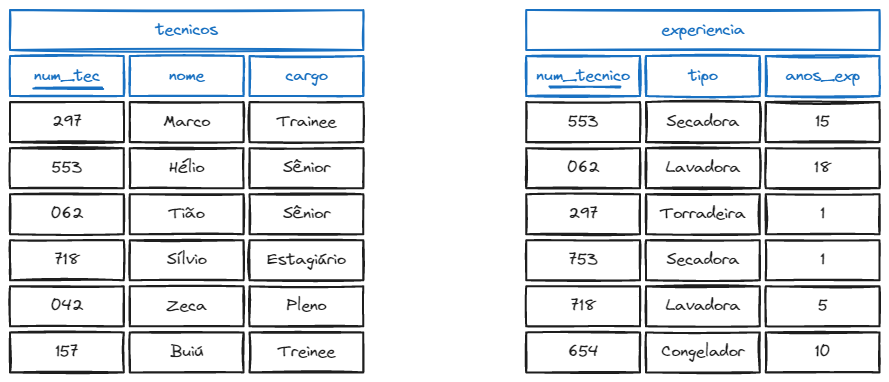 tecnicos
num_tec nome cargo
297 Marco Trainee
553 Hélio Sênior
062 Tião Sênior
718 Sílvio Estagiário
042 Zeca Pleno
157 Buiú Treinee
experiencia
num_tecnico tipo anos_exp
553 Secadora 15
062 Lavadora 18
297 Torradeira 1
753 Secadora 1
718 Lavadora 5
654 Congelador 10